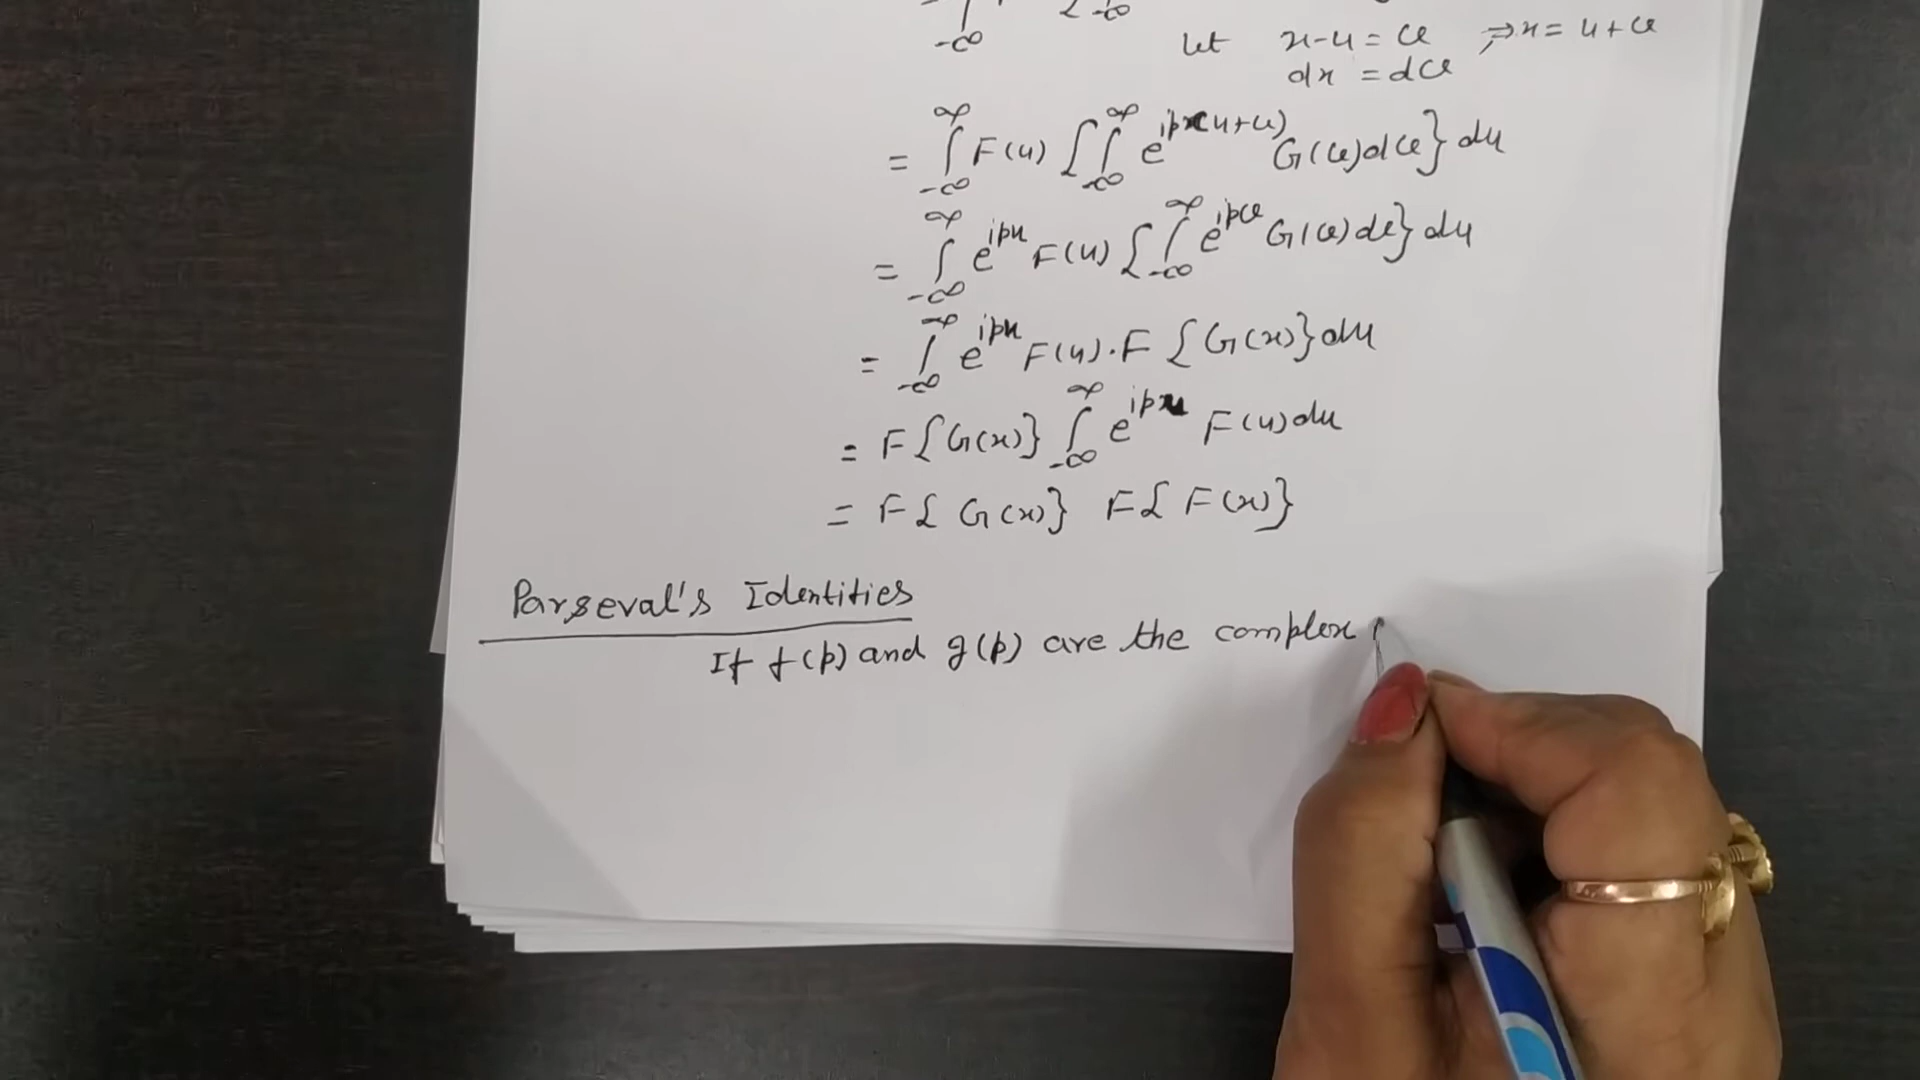 -∞ -∞
Let x-u = v ⇒ x = u+v
dx = dv
= ∫_{-∞}^{∞} F(u) {∫_{-∞}^{∞} e^{ip(u+v)} G(v)dv} du
= ∫_{-∞}^{∞} e^{ipu} F(u) {∫_{-∞}^{∞} e^{ipv} G(v)dv} du
= ∫_{-∞}^{∞} e^{ipu} F(u). F {G(x)} du
= F{G(x)} ∫_{-∞}^{∞} e^{ipu} F(u)du
= F{G(x)} F{F(x)}
Parseval's Identities
If f(p) and g(p) are the complex